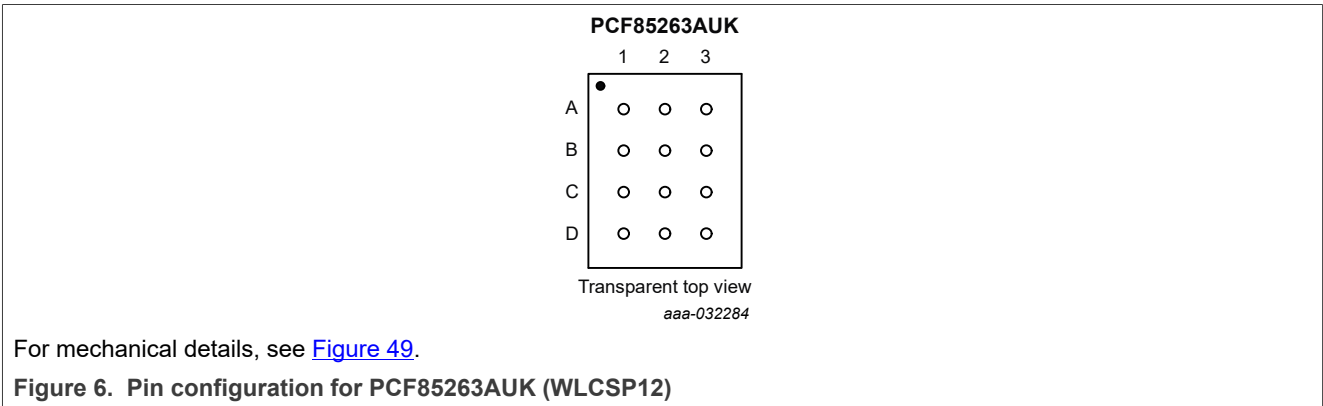 PCF85263AUK
1 2 3
A
B
C
D
Transparent top view
aaa-032284
For mechanical details, see Figure 49.
Figure 6. Pin configuration for PCF85263AUK (WLCSP12)